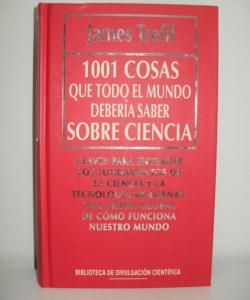 James Trefil
1001 COSAS
QUE TODO EL MUNDO
DEBERÍA SABER
SOBRE CIENCIA
CLAVES PARA ENTENDER
LOS FUNDAMENTOS DE
LA CIENCIA Y LA
TECNOLOGÍA MODERNAS
UNA VISIÓN GLOBAL
DE CÓMO FUNCIONA
NUESTRO MUNDO
BIBLIOTECA DE DIVULGACIÓN CIENTÍFICA